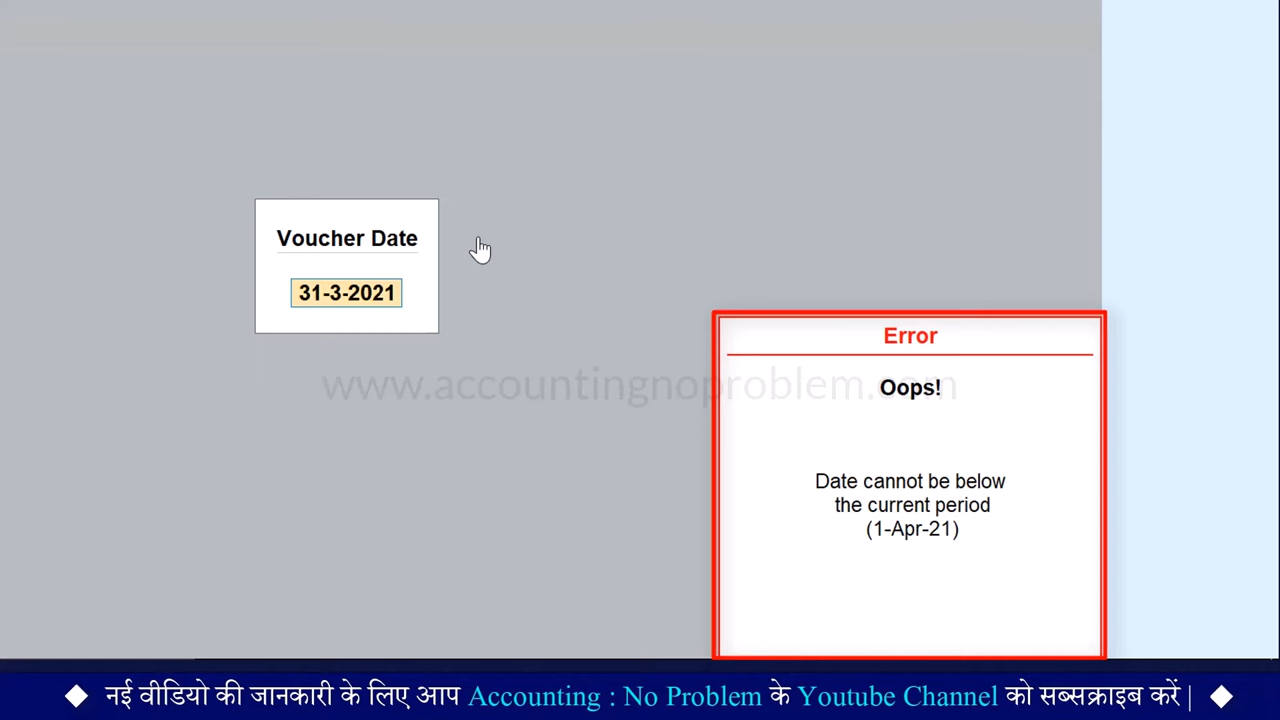 Voucher Date
31-3-2021
Error
Oops!
www.accountingnoproblem.com
Date cannot be below
the current period
(1-Apr-21)
नई वीडियो की जानकारी के लिए आप Accounting : No Problem के Youtube Channel को सब्सक्राइब करें |